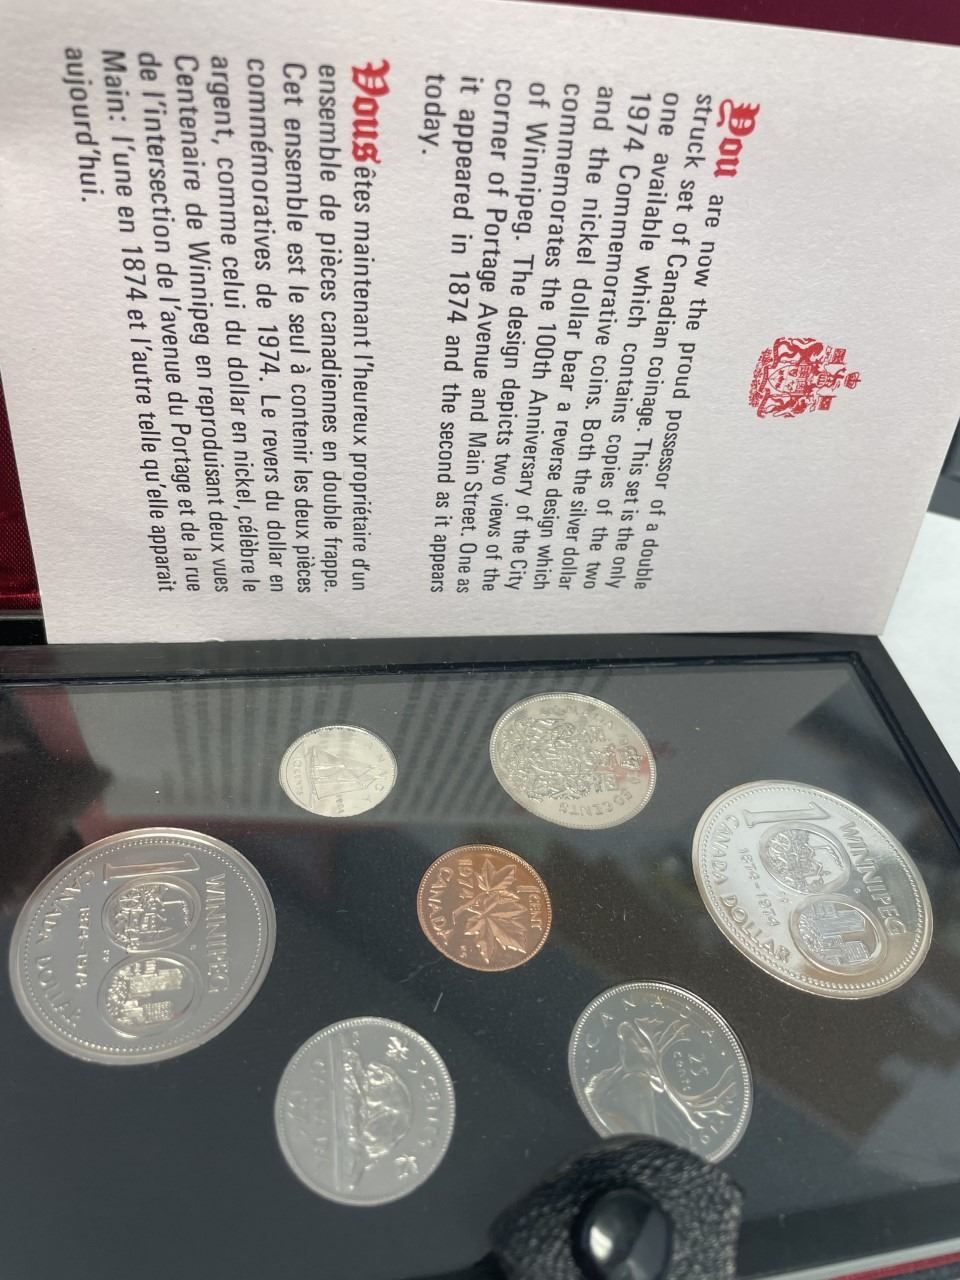 You are now the proud possessor of a double
struck set of Canadian coinage. This set is the only
one available which contains copies of the two
1974 Commemorative coins. Both the silver dollar
and the nickel dollar bear a reverse design which
commemorates the 100th Anniversary of the City
of Winnipeg. The design depicts two views of the
corner of Portage Avenue and Main Street. One as
it appeared in 1874 and the second as it appears
today.
Vous êtes maintenant l'heureux propriétaire d'un
ensemble de pièces canadiennes en double frappe.
Cet ensemble est le seul à contenir les deux pièces
commémoratives de 1974. Le revers du dollar en
argent, comme celui du dollar en nickel, célèbre le
Centenaire de Winnipeg en reproduisant deux vues
de l'intersection de l'avenue du Portage et de la rue
Main: l'une en 1874 et l'autre telle qu'elle apparait
aujourd'hui.
WINNIPEG
100
1874-1974
CANADA DOLLAR
50 CENTS
CANADA
25
CENTS
1 CENT
1974
CANADA
10 CENTS
5 CENTS
WINNIPEG
100
1874-1974
CANADA DOLLAR